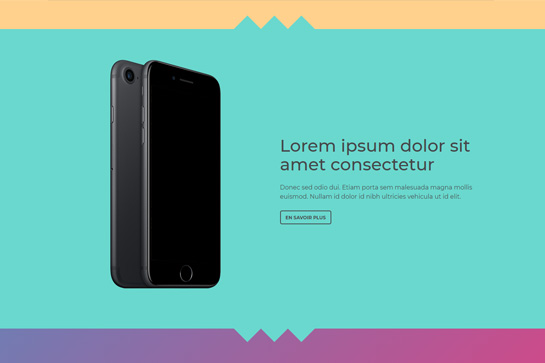 Lorem ipsum dolor sit
amet consectetur
Donec sed odio dui. Etiam porta sem malesuada magna mollis
euismod. Nullam id dolor id nibh ultricies vehicula ut id elit.
EN SAVOIR PLUS